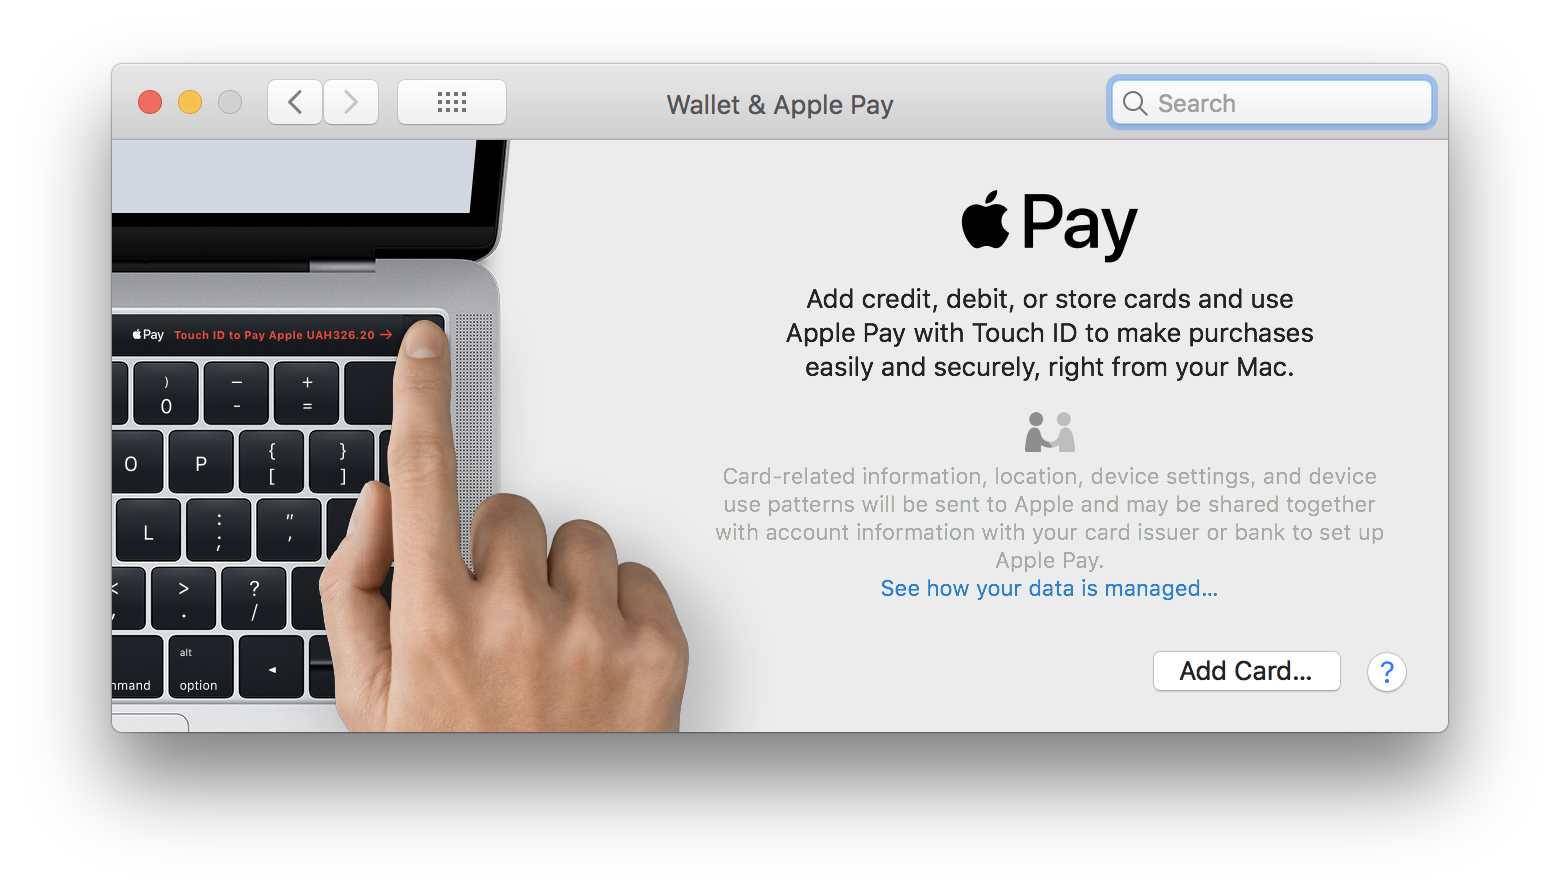 Wallet & Apple Pay
Search
Pay
Add credit, debit, or store cards and use
Apple Pay with Touch ID to make purchases
easily and securely, right from your Mac.
Pay Touch ID to Pay Apple UAH326.20 →
) – +
0 - =
O P { }
[ ]
L : "
; ,
< > ?
, . /
alt
mmand option ◂
Card-related information, location, device settings, and device
use patterns will be sent to Apple and may be shared together
with account information with your card issuer or bank to set up
Apple Pay.
See how your data is managed...
Add Card... ?